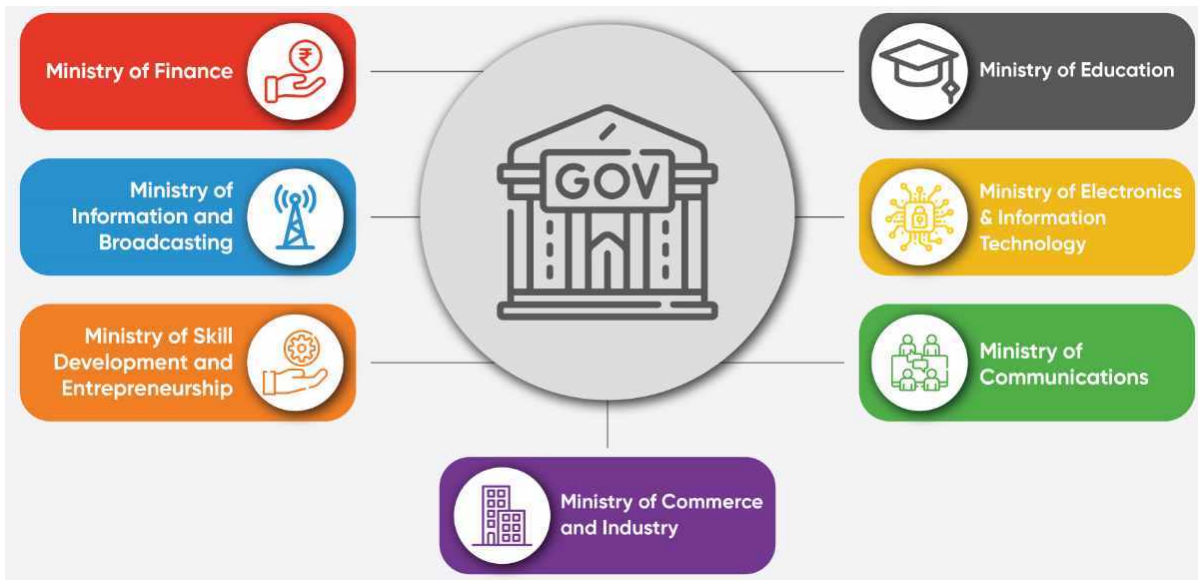 Ministry of Finance
₹
Ministry of
Information and
Broadcasting
Ministry of Skill
Development and
Entrepreneurship
GOV
Ministry of Education
Ministry of Electronics
& Information
Technology
Ministry of
Communications
Ministry of Commerce
and Industry